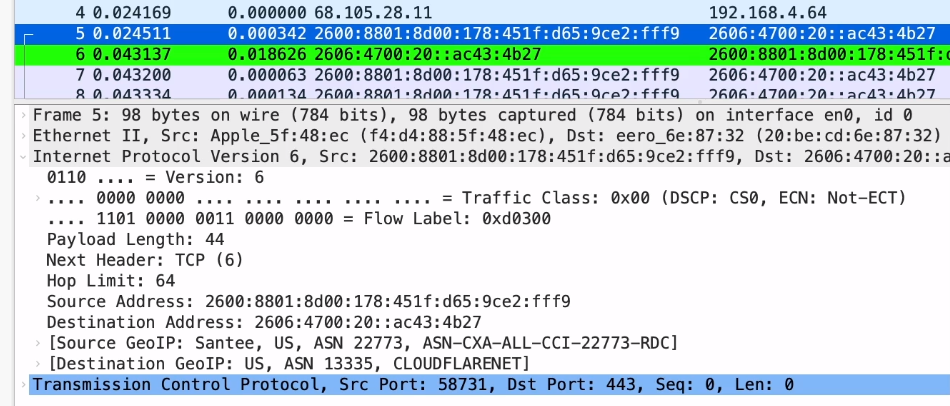 4 0.024169 0.000000 68.105.28.11 192.168.4.64
5 0.024511 0.000342 2600:8801:8d00:178:451f:d65:9ce2:fff9 2606:4700:20::ac43:4b27
6 0.043137 0.018626 2606:4700:20::ac43:4b27 2600:8801:8d00:178:451f:d
7 0.043200 0.000063 2600:8801:8d00:178:451f:d65:9ce2:fff9 2606:4700:20::ac43:4b27
8 0.043334 0.000134 2600:8801:8d00:178:451f:d65:9ce2:fff9 2606:4700:20::ac43:4b27
Frame 5: 98 bytes on wire (784 bits), 98 bytes captured (784 bits) on interface en0, id 0
Ethernet II, Src: Apple_5f:48:ec (f4:d4:88:5f:48:ec), Dst: eero_6e:87:32 (20:be:cd:6e:87:32)
Internet Protocol Version 6, Src: 2600:8801:8d00:178:451f:d65:9ce2:fff9, Dst: 2606:4700:20::a
0110 .... = Version: 6
.... 0000 0000 .... .... .... .... .... = Traffic Class: 0x00 (DSCP: CS0, ECN: Not-ECT)
.... 1101 0000 0011 0000 0000 = Flow Label: 0xd0300
Payload Length: 44
Next Header: TCP (6)
Hop Limit: 64
Source Address: 2600:8801:8d00:178:451f:d65:9ce2:fff9
Destination Address: 2606:4700:20::ac43:4b27
[Source GeoIP: Santee, US, ASN 22773, ASN-CXA-ALL-CCI-22773-RDC]
[Destination GeoIP: US, ASN 13335, CLOUDFLARENET]
Transmission Control Protocol, Src Port: 58731, Dst Port: 443, Seq: 0, Len: 0